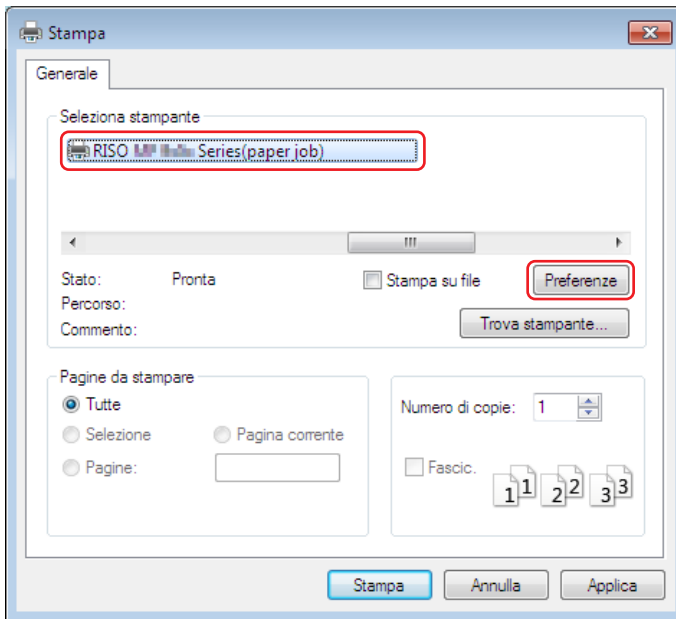 Stampa
Generale
Seleziona stampante
RISO Series(paper job)
Stato: Pronta Stampa su file Preferenze
Percorso:
Commento: Trova stampante...
Pagine da stampare
Tutte
Selezione Pagina corrente
Pagine:
Numero di copie: 1
Fascic.
1 1 2 2 3 3
Stampa Annulla Applica